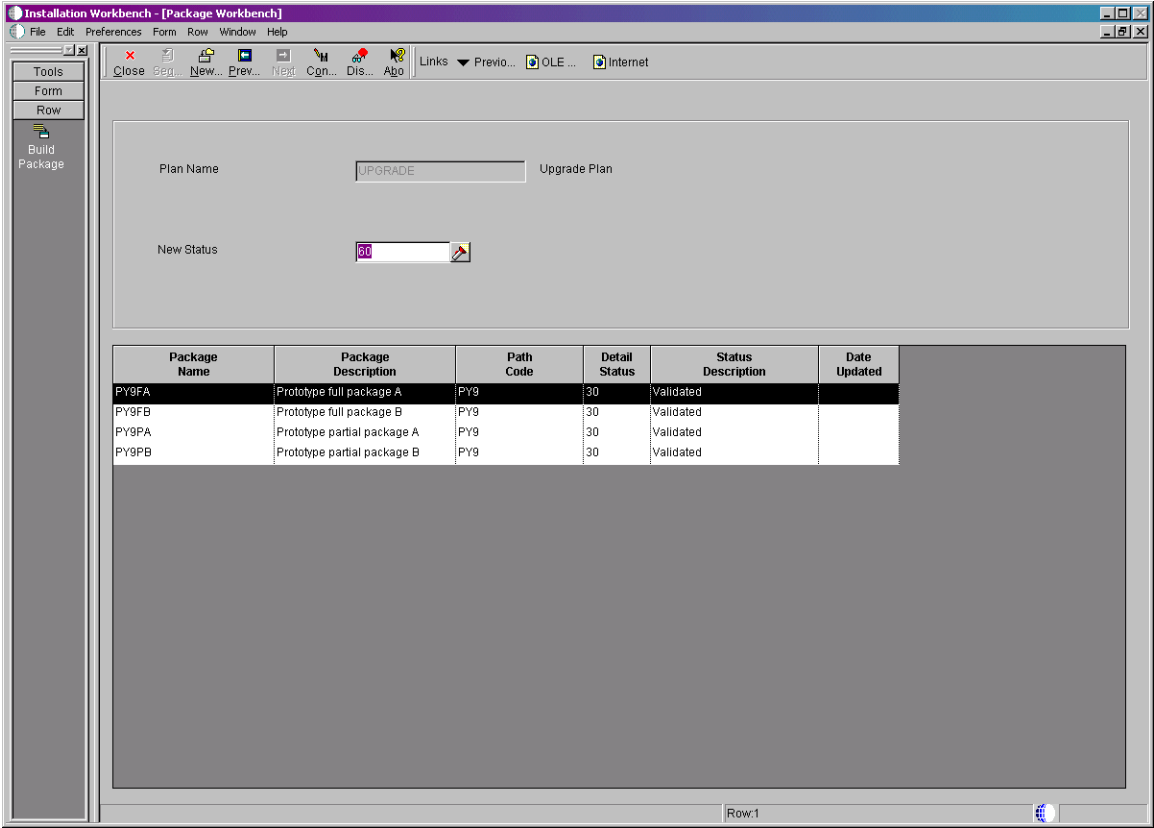 Installation Workbench - [Package Workbench]
File Edit Preferences Form Row Window Help
Close Beg... New... Prev... Next Con... Dis... Abo Links Previo... OLE ... Internet
Tools
Form
Row
Build
Package
Plan Name UPGRADE Upgrade Plan
New Status 60
Package Name Package Description Path Code Detail Status Status Description Date Updated
PY9FA Prototype full package A PY9 30 Validated
PY9FB Prototype full package B PY9 30 Validated
PY9PA Prototype partial package A PY9 30 Validated
PY9PB Prototype partial package B PY9 30 Validated
Row:1